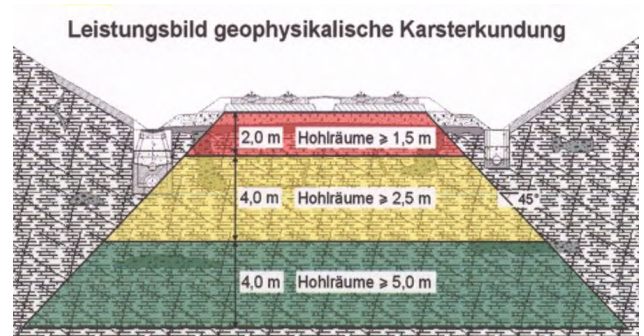 Leistungsbild geophysikalische Karsterkundung
2,0 m Hohlräume ⩾ 1,5 m
4,0 m Hohlräume ⩾ 2,5 m
45°
4,0 m Hohlräume ⩾ 5,0 m